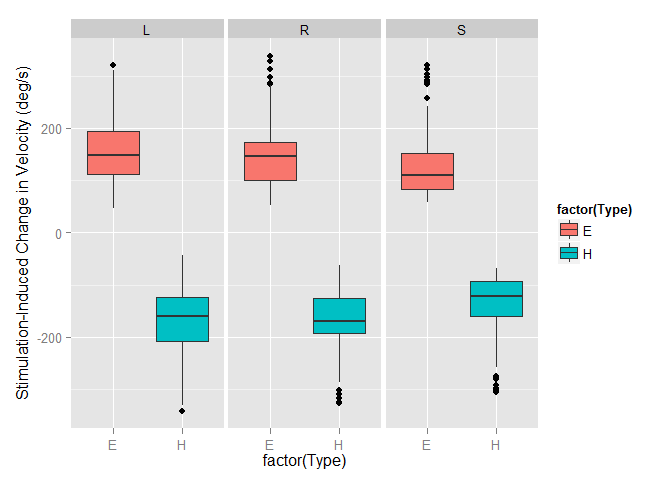 L R S
Stimulation-Induced Change in Velocity (deg/s)
200
0
-200
E H E H E H
factor(Type)
factor(Type)
E
H